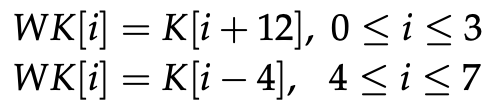 WK[i] = K[i + 12], 0 ≤ i ≤ 3
WK[i] = K[i − 4], 4 ≤ i ≤ 7